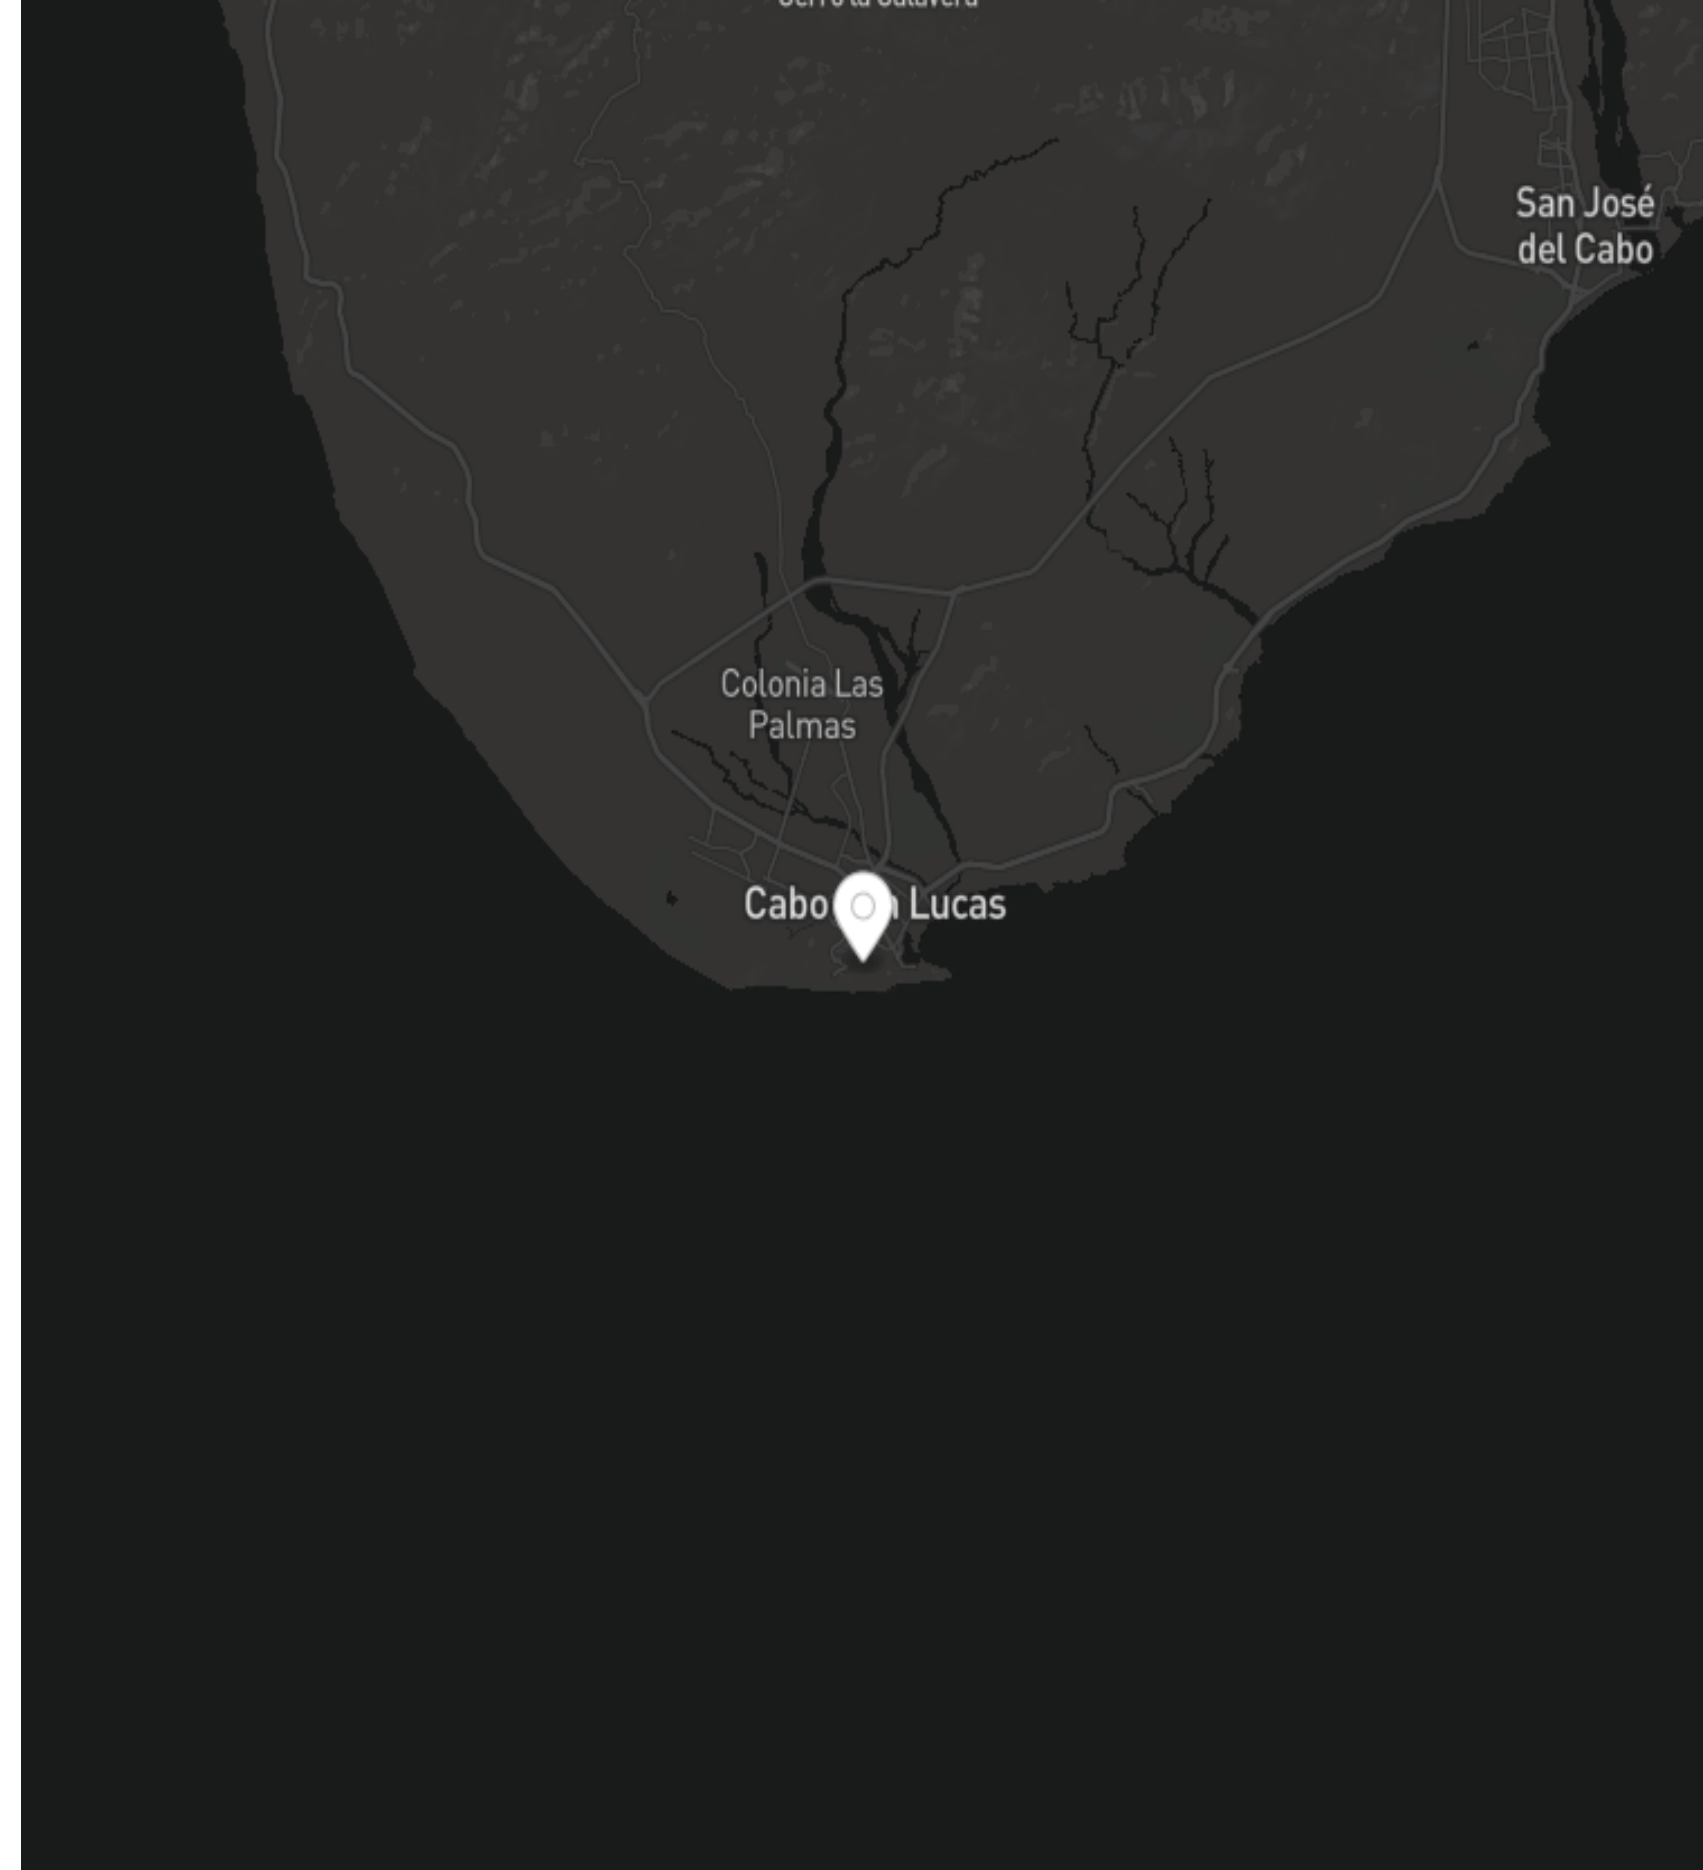 San José
del Cabo
Colonia Las
Palmas
Cabo Lucas